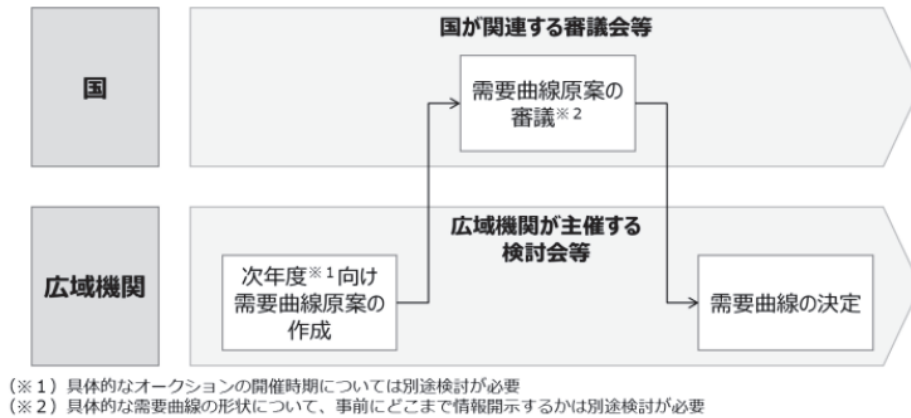 国
国が関連する審議会等
需要曲線原案の
審議※2
広域機関
広域機関が主催する
検討会等
次年度※1向け
需要曲線原案の
作成
需要曲線の決定
(※1) 具体的なオークションの開催時期については別途検討が必要
(※2) 具体的な需要曲線の形状について、事前にどこまで情報開示するかは別途検討が必要